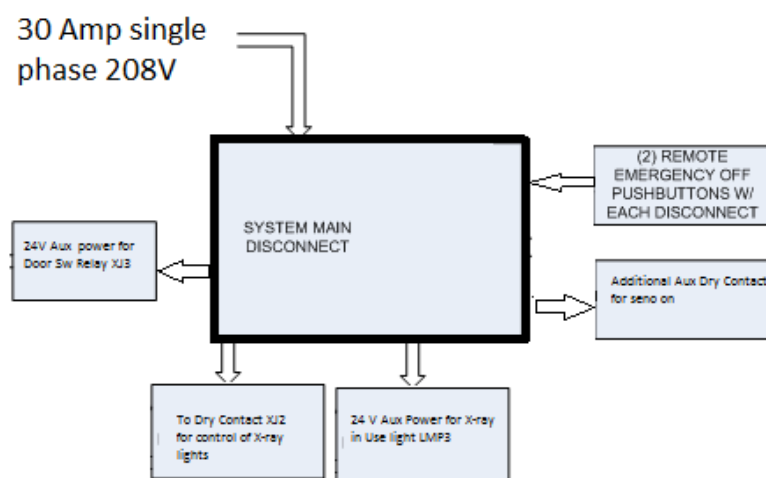 30 Amp single
phase 208V
(2) REMOTE
EMERGENCY OFF
PUSHBUTTONS W/
EACH DISCONNECT
SYSTEM MAIN
DISCONNECT
24V Aux power for
Door Sw Relay XJ3
Additional Aux Dry Contact
for seno on
To Dry Contact XJ2
for control of X-ray
lights
24 V Aux Power for X-ray
in Use light LMP3